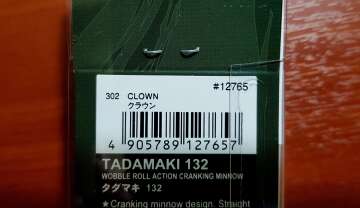 302 CLOWN #12765
クラウン
4 905789 127657
TADAMAKI 132
WOBBLE ROLL ACTION CRANKING MINNOW
タダマキ 132
★Cranking minnow design. Straight